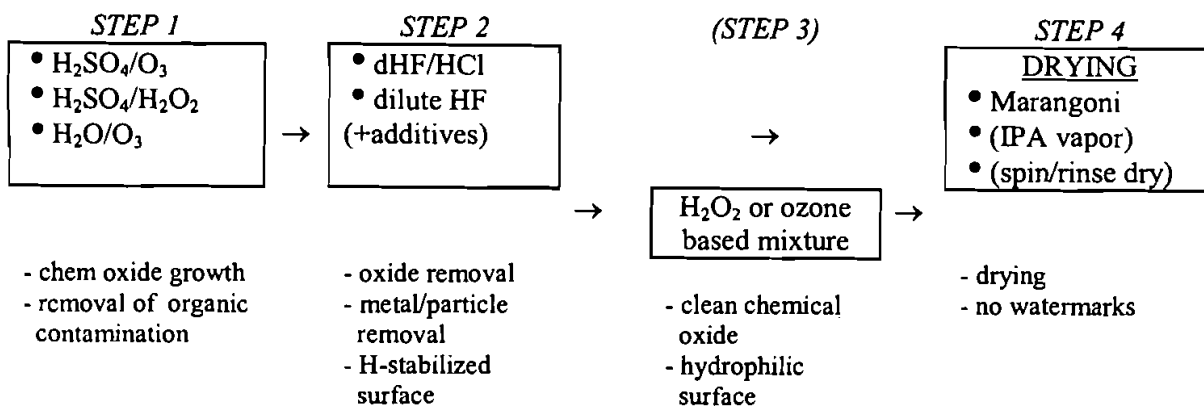 STEP 1
• H₂SO₄/O₃
• H₂SO₄/H₂O₂
• H₂O/O₃
- chem oxide growth
- removal of organic
contamination
→
STEP 2
• dHF/HCl
• dilute HF
(+additives)
- oxide removal
- metal/particle
removal
- H-stabilized
surface
→
→
(STEP 3)
H₂O₂ or ozone
based mixture
- clean chemical
oxide
- hydrophilic
surface
→
STEP 4
DRYING
• Marangoni
• (IPA vapor)
• (spin/rinse dry)
- drying
- no watermarks